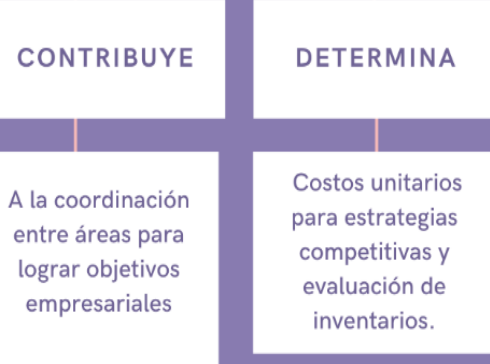 CONTRIBUYE
A la coordinación
entre áreas para
lograr objetivos
empresariales
DETERMINA
Costos unitarios
para estrategias
competitivas y
evaluación de
inventarios.